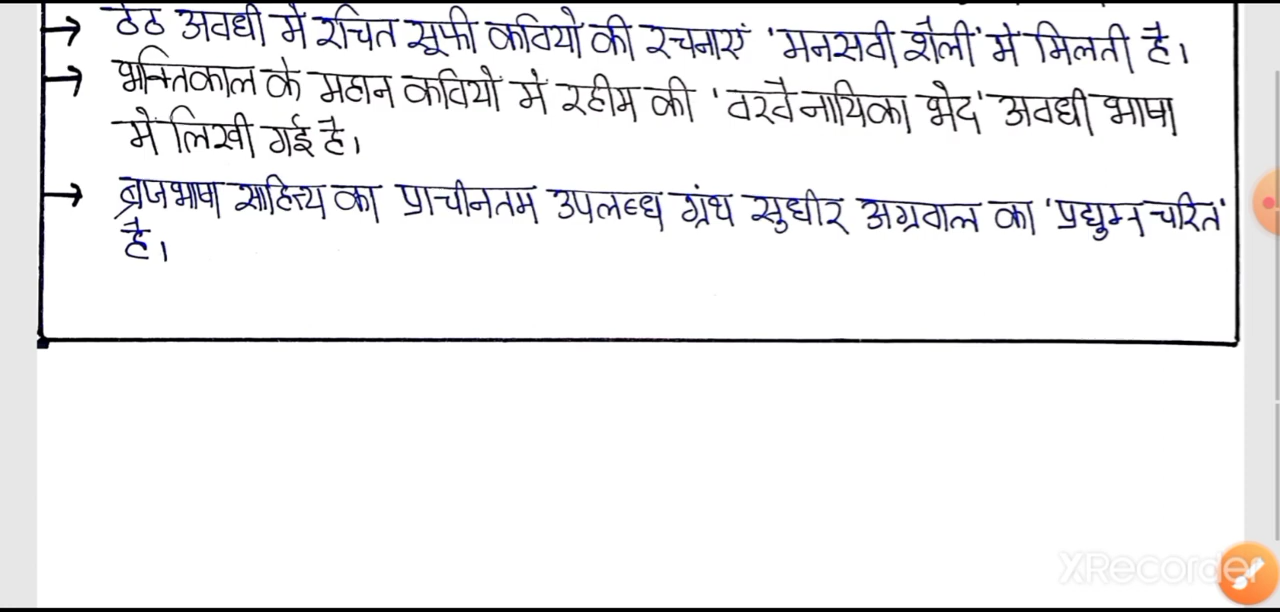 → ठेठ अवधी में रचित सूफी कवियों की रचनाएं 'मनसवी शैली' में मिलती है।
→ भक्तिकाल के महान कवियों में रहीम की 'वरवै नायिका भेद' अवधी भाषा
में लिखी गई है।
→ ब्रजभाषा साहित्य का प्राचीनतम उपलब्ध ग्रंथ सुधीर अग्रवाल का 'प्रद्युम्न चरित'
है।
XRecorder